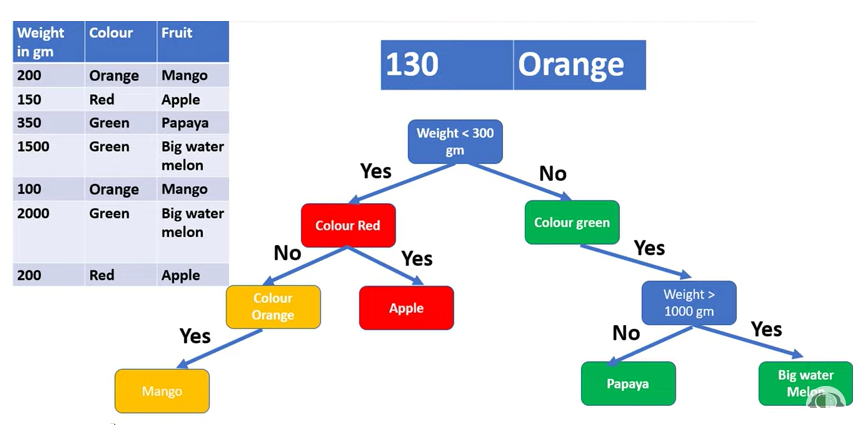 Weight in gm Colour Fruit
200 Orange Mango
150 Red Apple
350 Green Papaya
1500 Green Big water melon
100 Orange Mango
2000 Green Big water melon
200 Red Apple
130 Orange
Weight < 300
gm
Yes
No
Colour Red
Colour green
No
Yes
Yes
Colour
Orange
Apple
Weight >
1000 gm
Yes
No
Yes
Mango
Papaya
Big water
Melon